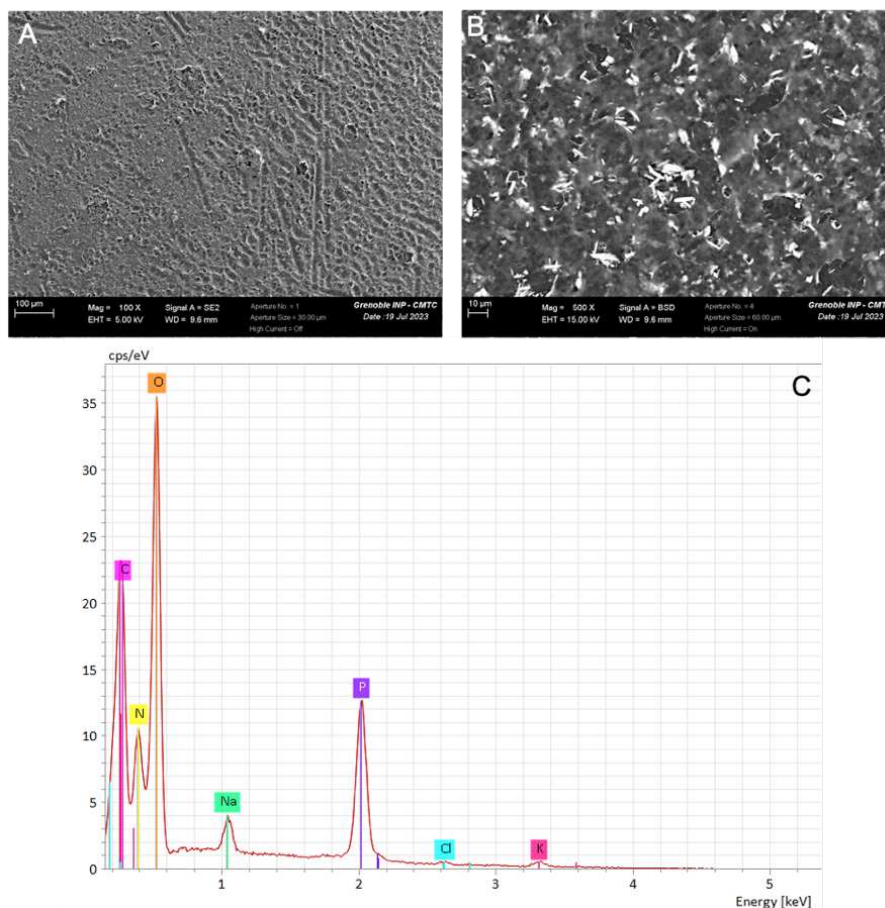 A
100 µm
Mag = 100 X
EHT = 5.00 kV
Signal A = SE2
WD = 9.6 mm
Aperture No. = 1
Aperture Size = 30.00 µm
High Current = Off
Grenoble INP - CMTC
Date :19 Jul 2023
B
10 µm
Mag = 500 X
EHT = 15.00 kV
Signal A = BSD
WD = 9.6 mm
Aperture No. = 4
Aperture Size = 60.00 µm
High Current = On
Grenoble INP - CMT
Date :19 Jul 202
cps/eV
C
35
30
25
20
15
10
5
0
O
C
N
Na
P
Cl
K
1
2
3
4
5
Energy [keV]